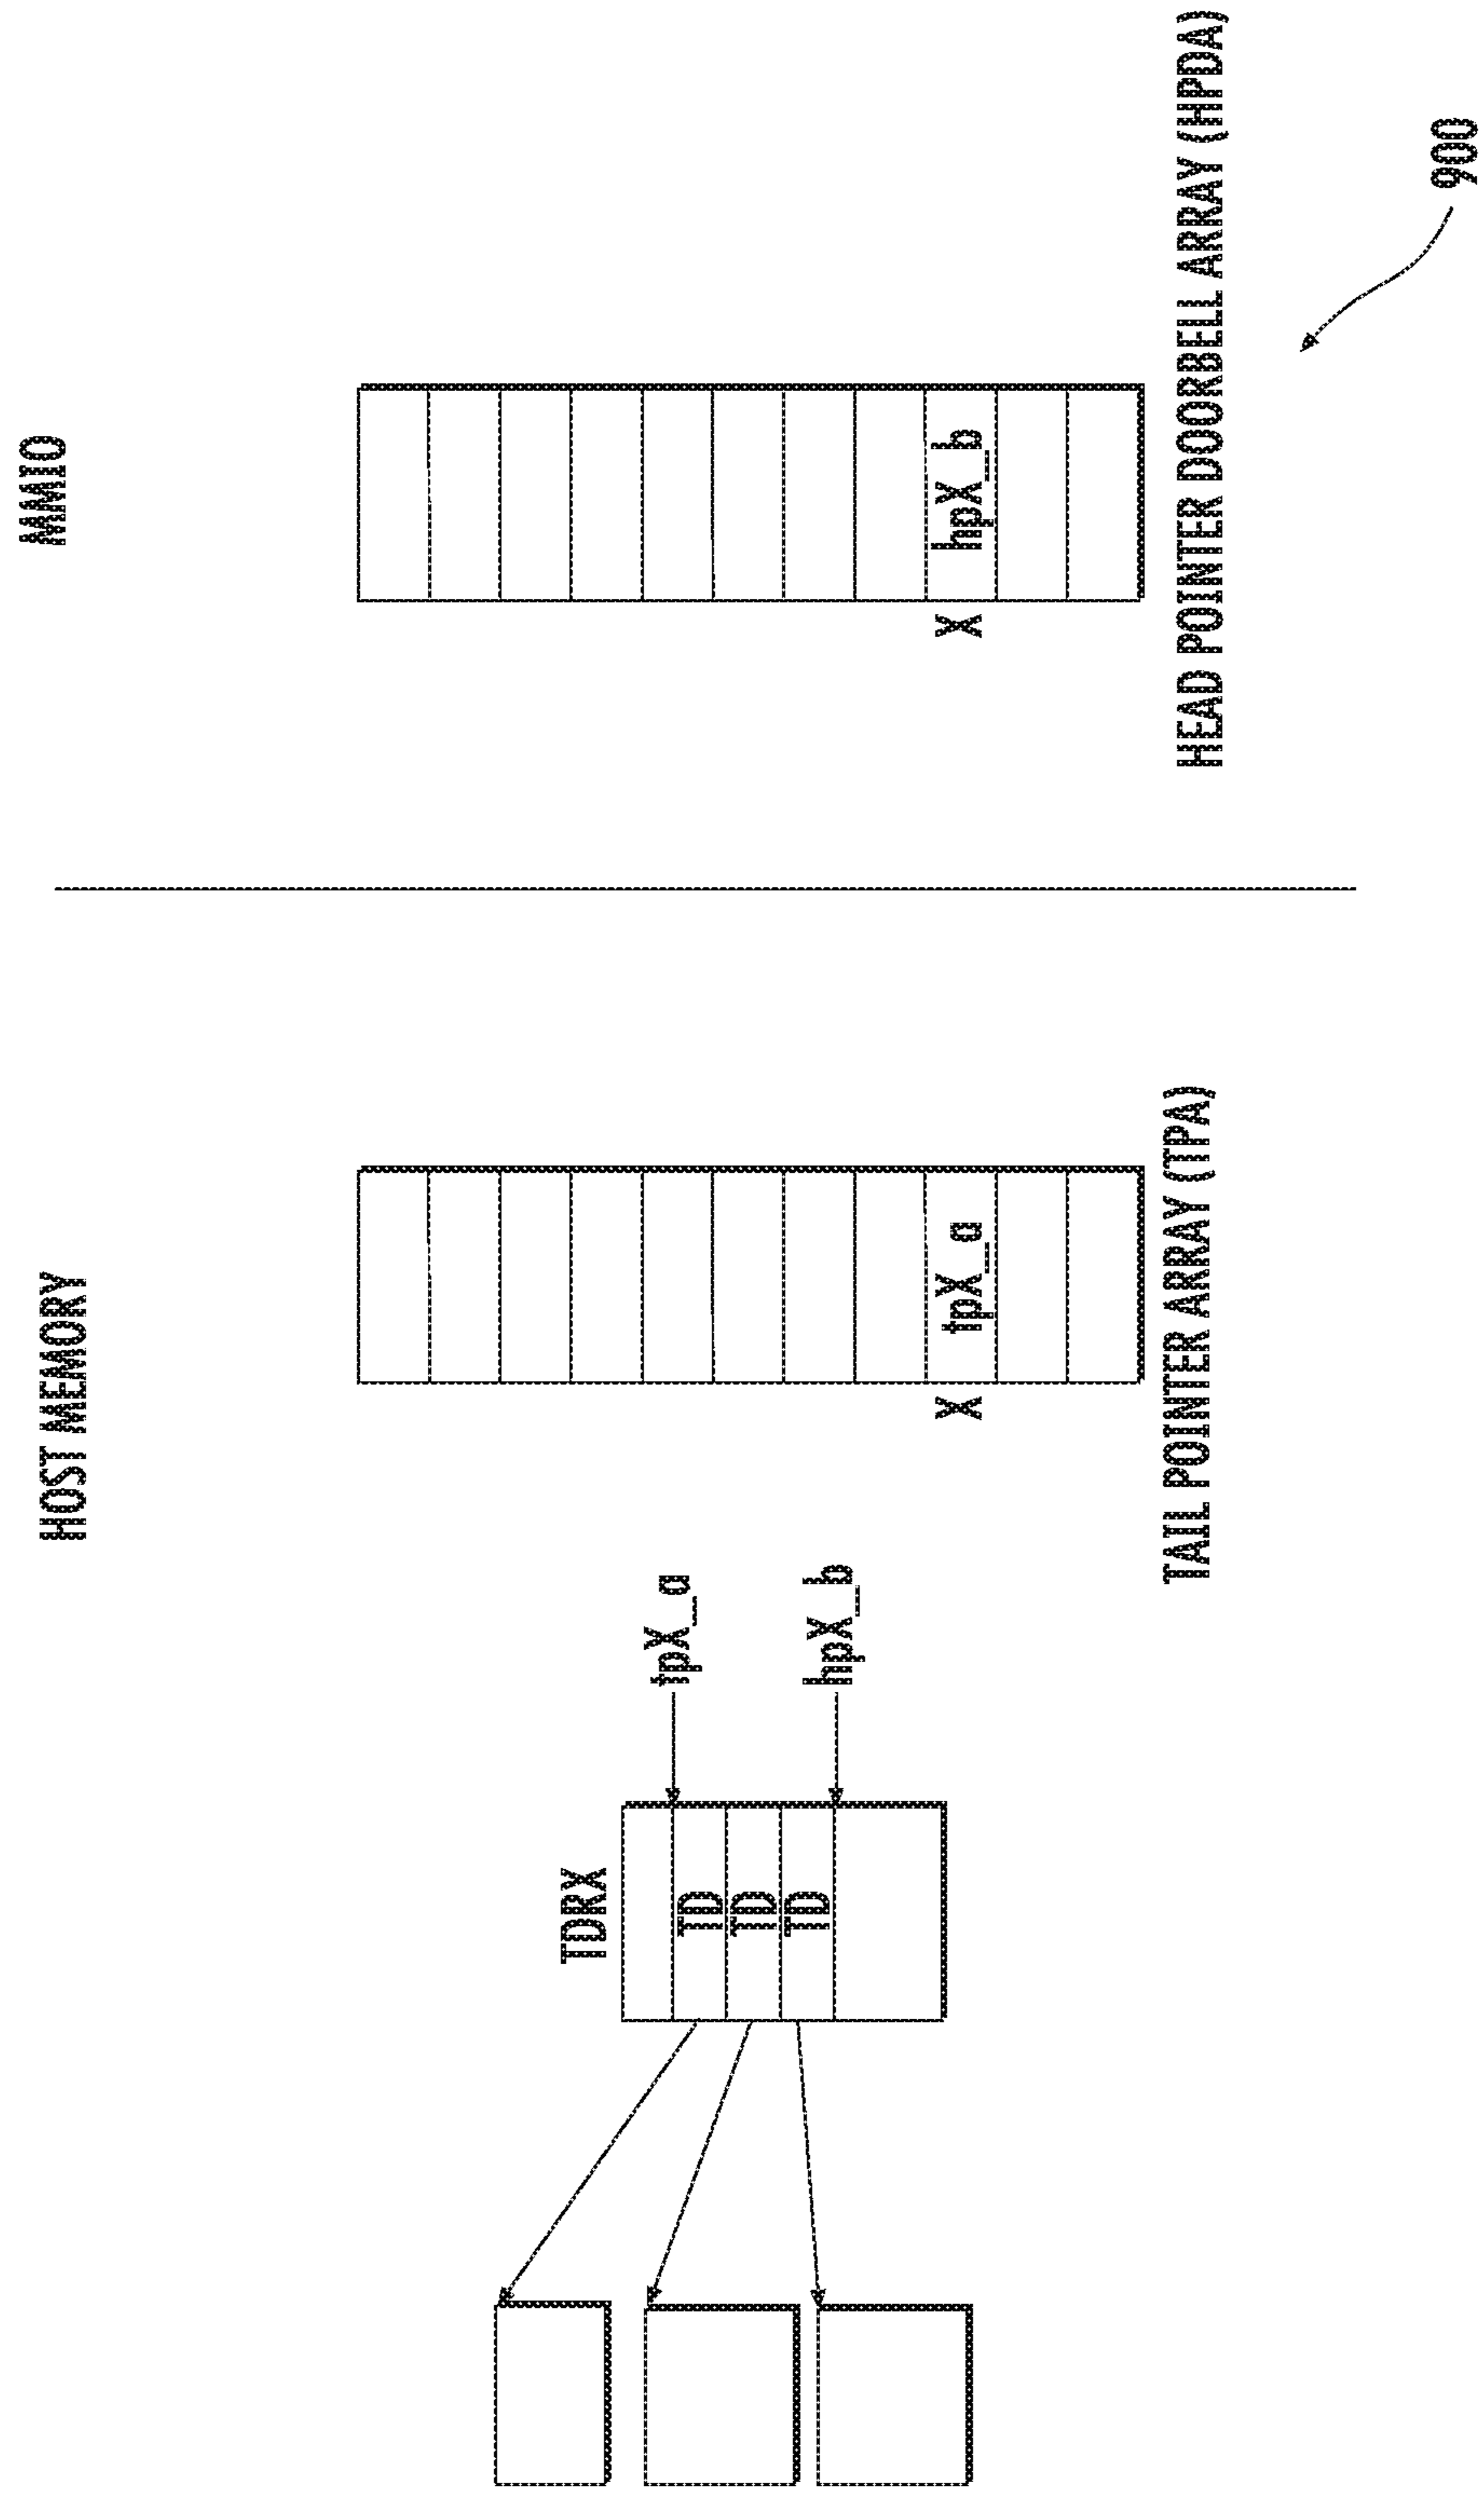 HOST MEMORY
MMIO
TDRX
TD
TD
TD
tpX_a
hpX_b
X
tpX_a
X
hpX_b
TAIL POINTER ARRAY (TPA)
HEAD POINTER DOORBELL ARRAY (HPDA)
900